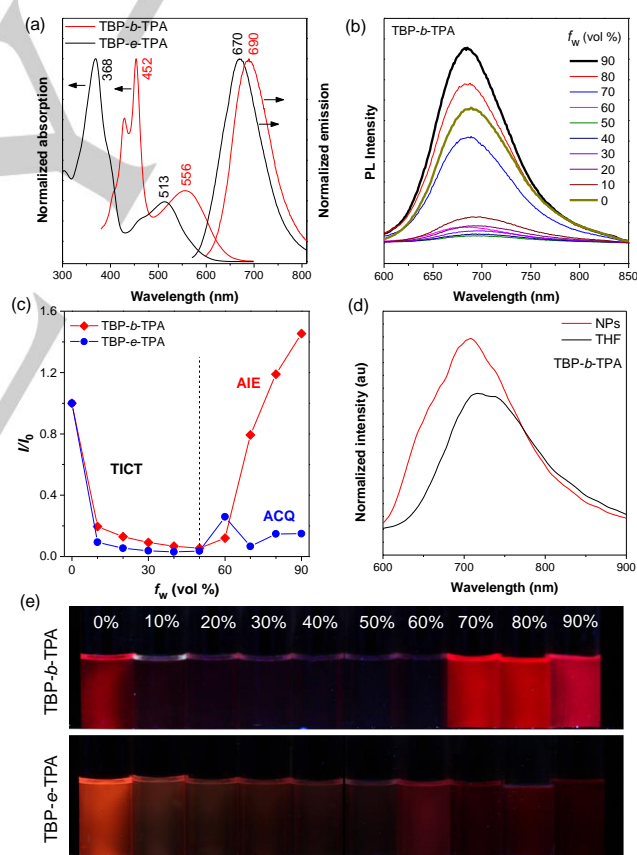 (a)
TBP-b-TPA
TBP-e-TPA
368
452
513
556
670
690
Normalized absorption
Normalized emission
300 400 500 600 700 800
Wavelength (nm)
(b)
TBP-b-TPA
fw (vol %)
90
80
70
60
50
40
30
20
10
0
PL Intensity
600 650 700 750 800 850
Wavelength (nm)
(c)
TBP-b-TPA
TBP-e-TPA
1.6
1.2
0.8
0.4
0.0
I/I0
AIE
TICT
ACQ
0 30 60 90
fw (vol %)
(d)
NPs
THF
TBP-b-TPA
Normalized intensity (au)
600 700 800 900
Wavelength (nm)
(e)
0% 10% 20% 30% 40% 50% 60% 70% 80% 90%
TBP-b-TPA
TBP-e-TPA